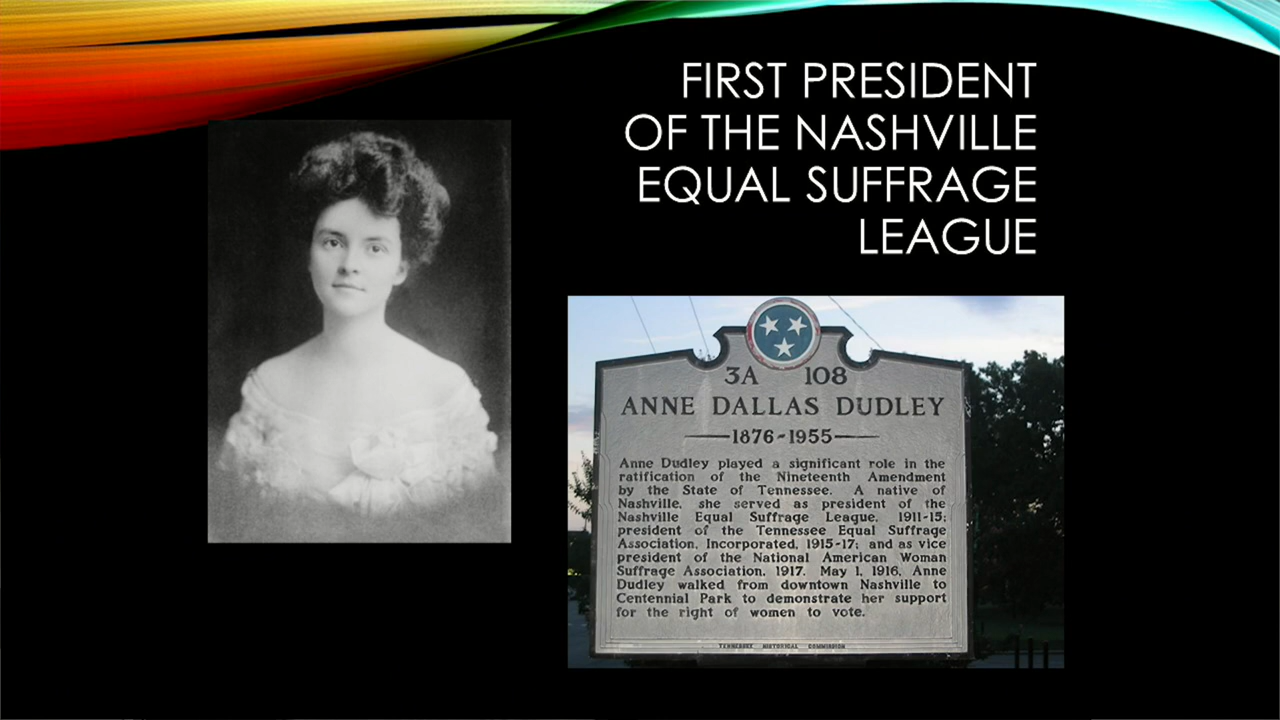 FIRST PRESIDENT
OF THE NASHVILLE
EQUAL SUFFRAGE
LEAGUE
3A 108
ANNE DALLAS DUDLEY
1876-1955
Anne Dudley played a significant role in the
ratification of the Nineteenth Amendment
by the State of Tennessee. A native of
Nashville, she served as president of the
Nashville Equal Suffrage League, 1911-15;
president of the Tennessee Equal Suffrage
Association, Incorporated, 1915-17; and as vice
president of the National American Woman
Suffrage Association, 1917. May 1, 1916, Anne
Dudley walked from downtown Nashville to
Centennial Park to demonstrate her support
for the right of women to vote.
TENNESSEE HISTORICAL COMMISSION